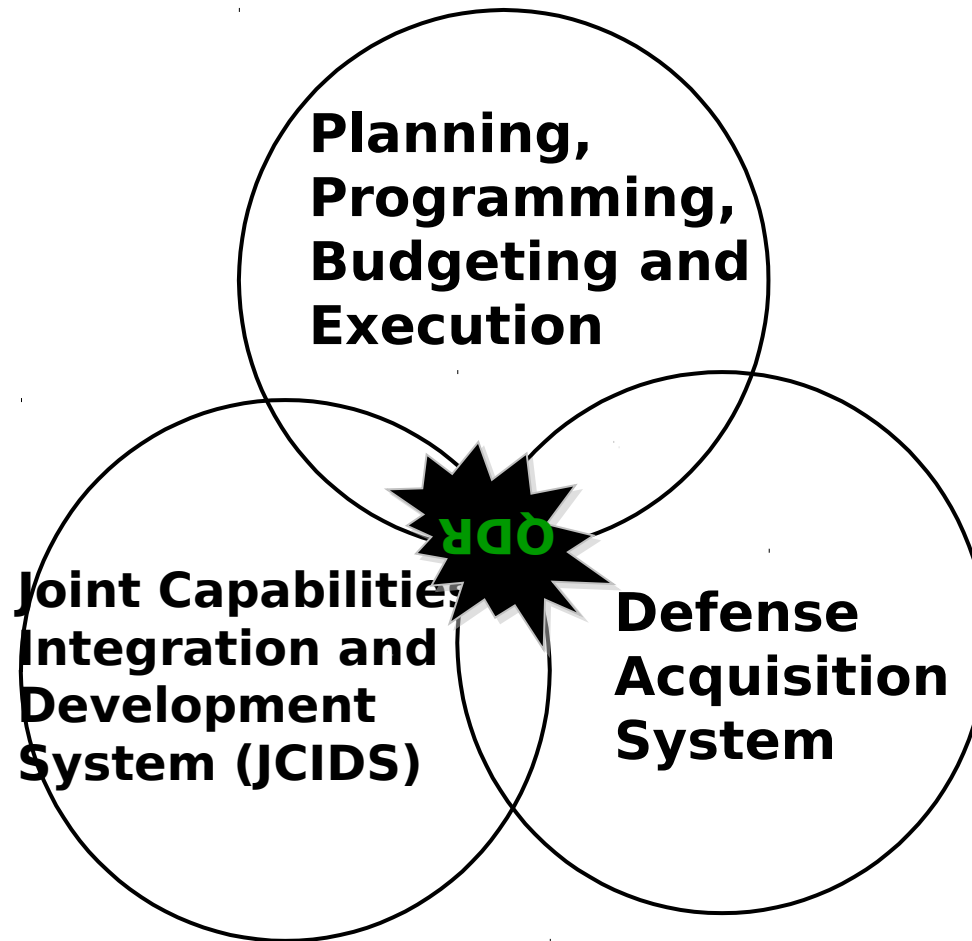 Planning,
Programming,
Budgeting and
Execution
QDR
Joint Capabilities
Integration and
Development
System (JCIDS)
Defense
Acquisition
System